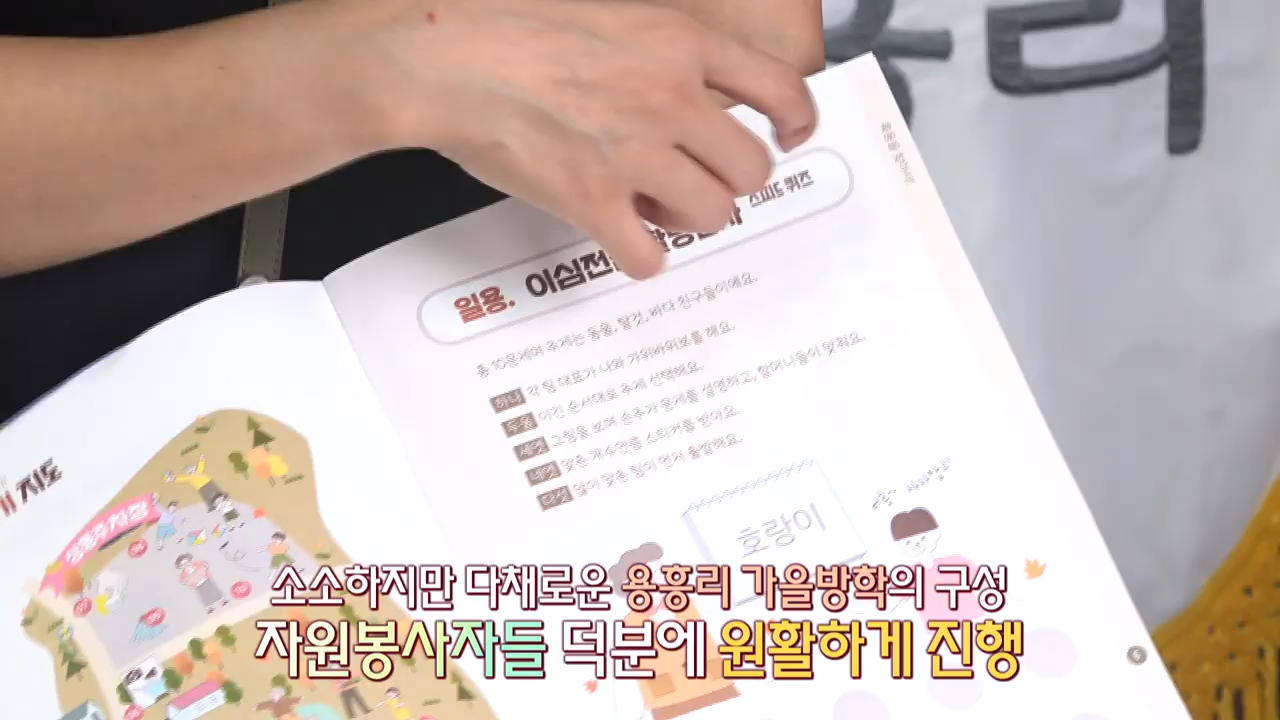 흥리
일용. 이심전 스피드 퀴즈
총 10문제며 주제는 동물, 탈것, 바다 친구들이에요.
하나 각 팀 대표가 나와 가위바위보를 해요.
두울 이긴 순서대로 주제 선택해요.
세엣 그림을 보며 손주가 문제를 설명하고, 할머니들이 맞춰요.
네엣 맞춘 개수만큼 스티커를 받아요.
다섯 많이 맞춘 팀이 먼저 출발해요.
호랑이
지도
소소하지만 다채로운 용흥리 가을방학의 구성
자원봉사자들 덕분에 원활하게 진행